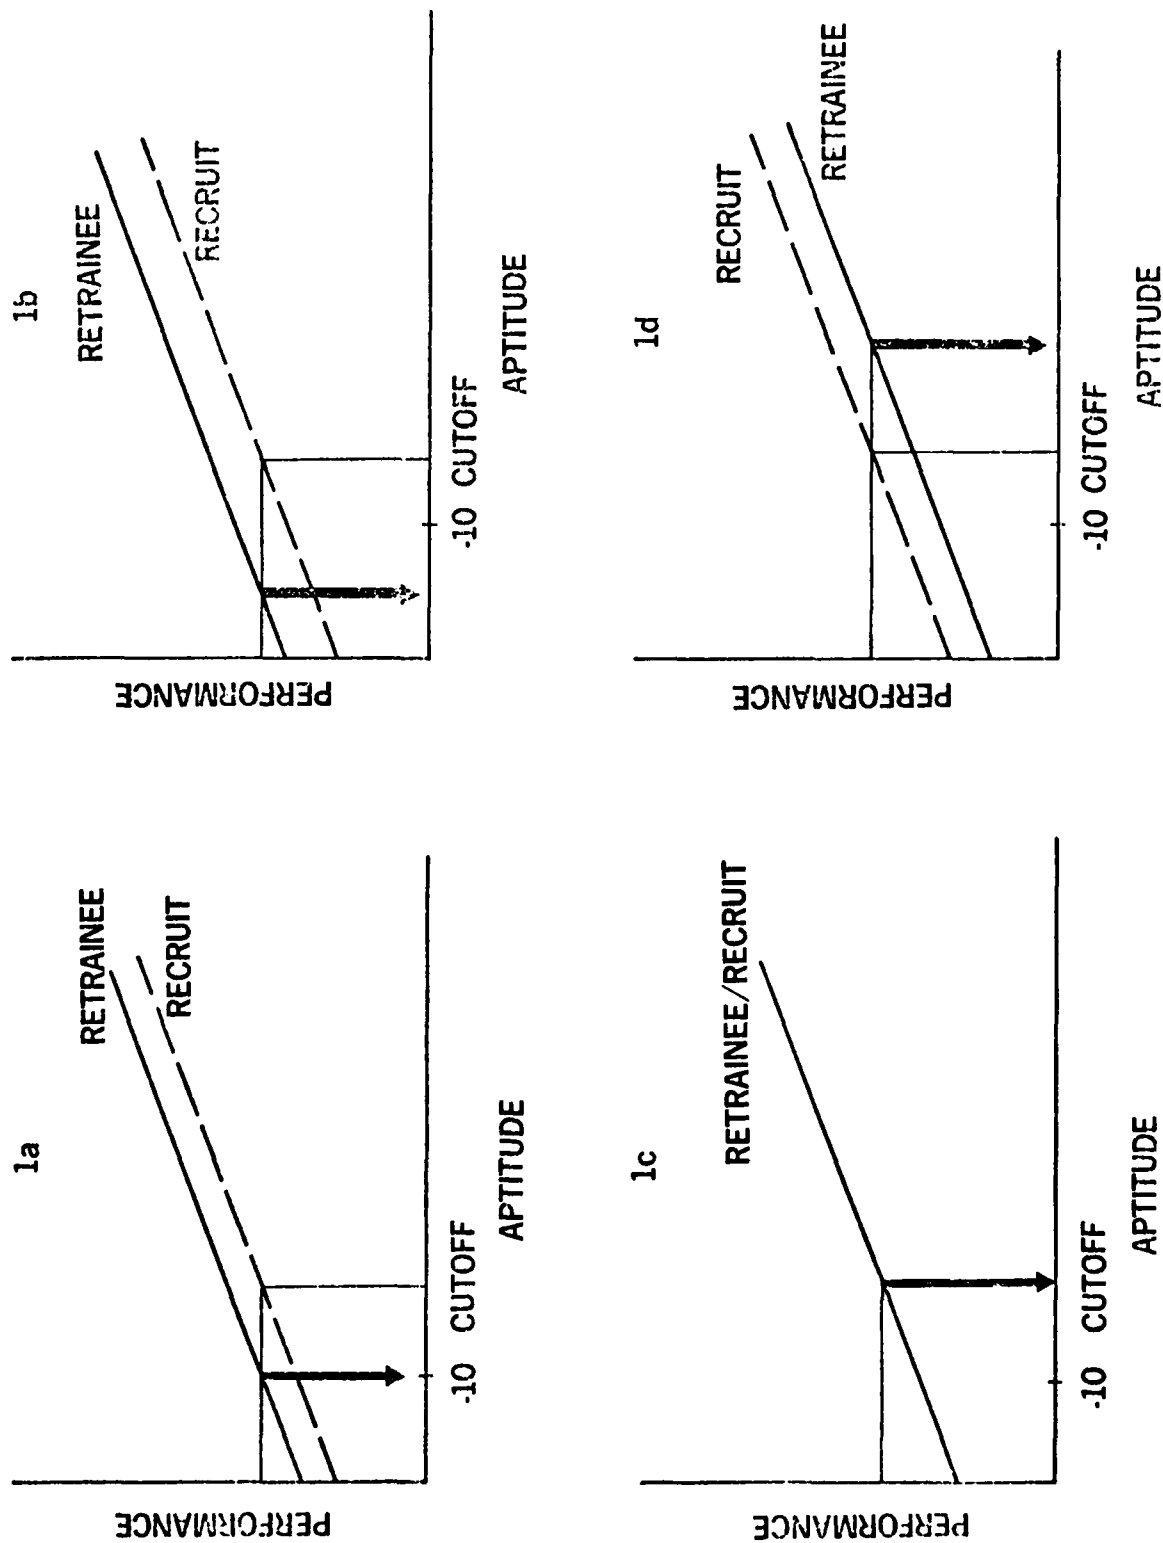 1a
RETRAINEE
RECRUIT
PERFORMANCE
-10 CUTOFF
APTITUDE
1b
RETRAINEE
RECRUIT
PERFORMANCE
-10 CUTOFF
APTITUDE
1c
RETRAINEE/RECRUIT
PERFORMANCE
-10 CUTOFF
APTITUDE
1d
RECRUIT
RETRAINEE
PERFORMANCE
-10 CUTOFF
APTITUDE